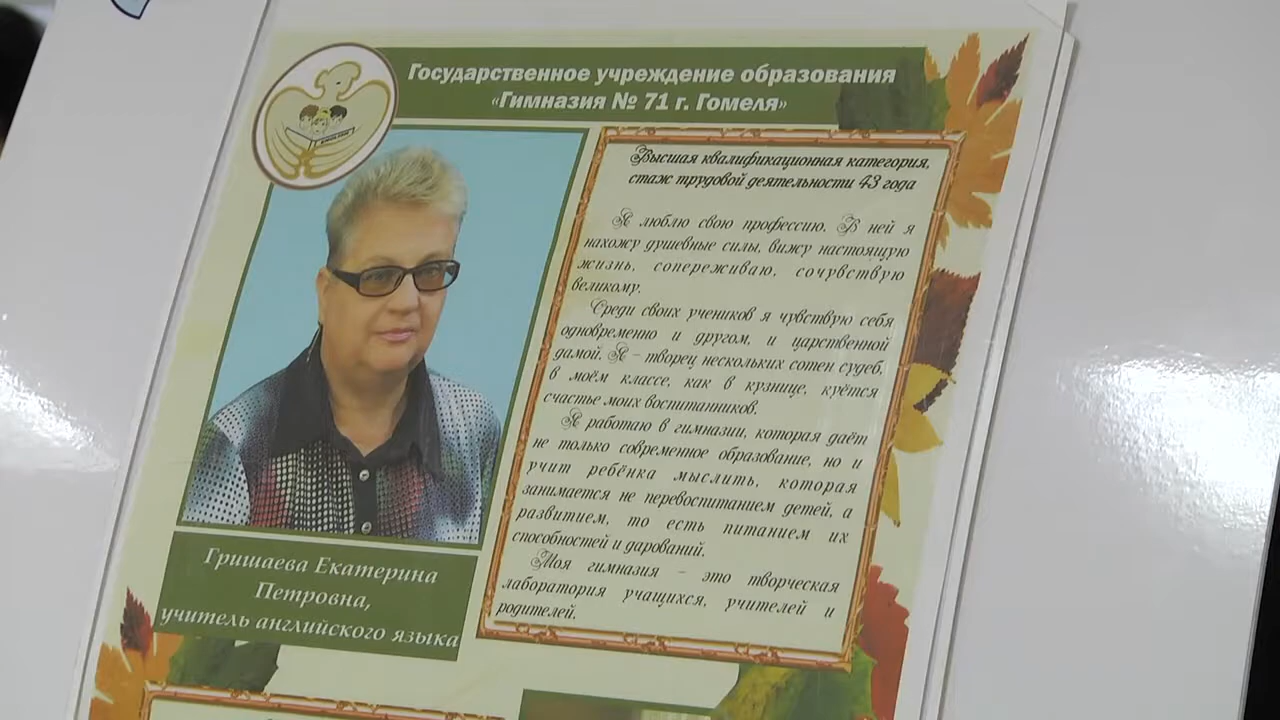 Государственное учреждение образования
«Гимназия № 71 г. Гомеля»
Высшая квалификационная категория,
стаж трудовой деятельности 43 года
Я люблю свою профессию. В ней я
нахожу душевные силы, вижу настоящую
жизнь, сопереживаю, сочувствую
великому.
Среди своих учеников я чувствую себя
одновременно и другом, и царственной
дамой. Я – творец нескольких сотен судеб,
в моём классе, как в кузнице, куётся
счастье моих воспитанников.
Я работаю в гимназии, которая даёт
не только современное образование, но и
учит ребёнка мыслить, которая
занимается не перевоспитанием детей, а
развитием, то есть питанием их
способностей и дарований.
Моя гимназия – это творческая
лаборатория учащихся, учителей и
родителей.
Гришаева Екатерина
Петровна,
учитель английского языка